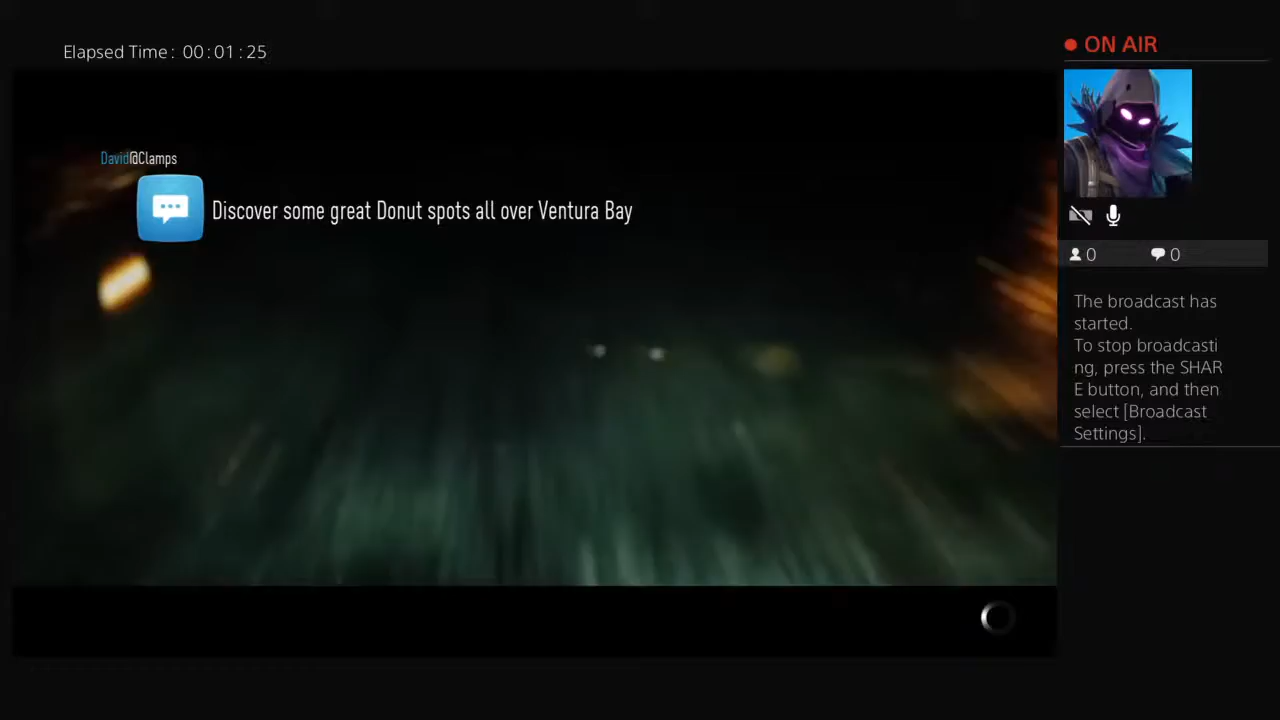 Elapsed Time: 00:01:25
ON AIR
David@Clamps
Discover some great Donut spots all over Ventura Bay
0 0
The broadcast has
started.
To stop broadcasti
ng, press the SHAR
E button, and then
select [Broadcast
Settings].